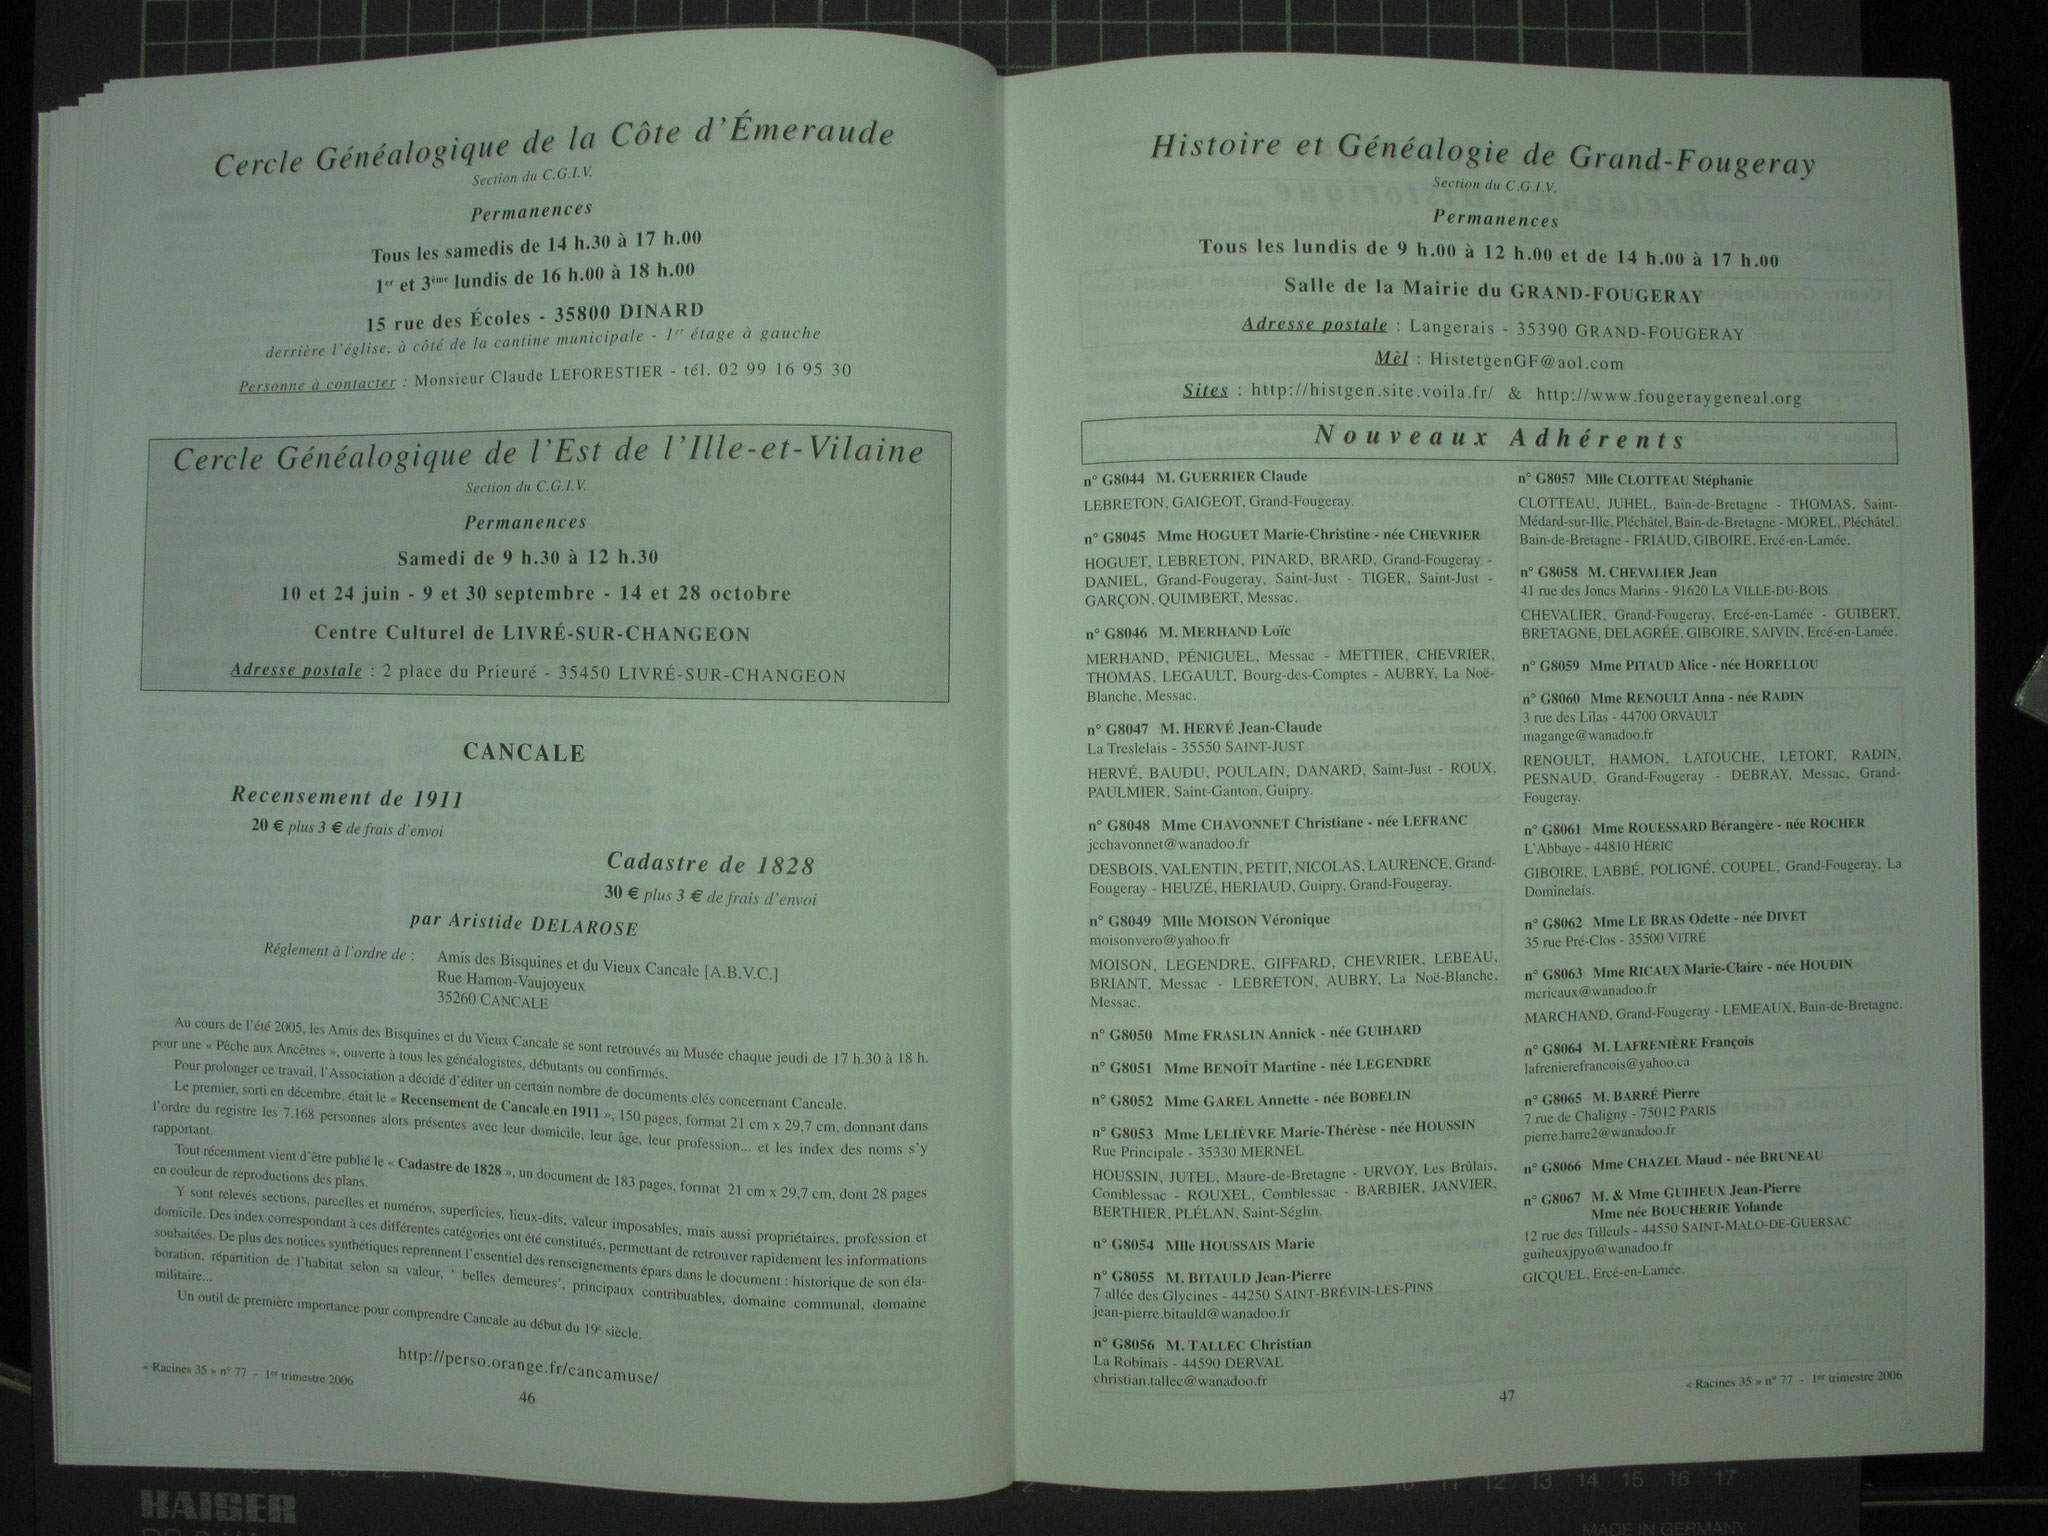 Cercle Généalogique de la Côte d'Émeraude
Section du C.G.I.V.
Permanences
Tous les samedis de 14 h.30 à 17 h.00
1er et 3ème lundis de 16 h.00 à 18 h.00
15 rue des Écoles - 35800 DINARD
derrière l'église, à côté de la cantine municipale - 1er étage à gauche
Personne à contacter : Monsieur Claude LEFORESTIER - tél. 02 99 16 95 30
Cercle Généalogique de l'Est de l'Ille-et-Vilaine
Section du C.G.I.V.
Permanences
Samedi de 9 h.30 à 12 h.30
10 et 24 juin - 9 et 30 septembre - 14 et 28 octobre
Centre Culturel de LIVRÉ-SUR-CHANGEON
Adresse postale : 2 place du Prieuré - 35450 LIVRÉ-SUR-CHANGEON
CANCALE
Recensement de 1911
20 € plus 3 € de frais d'envoi
Cadastre de 1828
30 € plus 3 € de frais d'envoi
par Aristide DELAROSE
Réglement à l'ordre de : Amis des Bisquines et du Vieux Cancale [A.B.V.C.]
Rue Hamon-Vaujoyeux
35260 CANCALE
Au cours de l'été 2005, les Amis des Bisquines et du Vieux Cancale se sont retrouvés au Musée chaque jeudi de 17 h.30 à 18 h.
pour une « Pêche aux Ancêtres », ouverte à tous les généalogistes, débutants ou confirmés.
Pour prolonger ce travail, l'Association a décidé d'éditer un certain nombre de documents clés concernant Cancale.
Le premier, sorti en décembre, était le « Recensement de Cancale en 1911 », 150 pages, format 21 cm x 29,7 cm, donnant dans
l'ordre du registre les 7.168 personnes alors présentes avec leur domicile, leur âge, leur profession... et les index des noms s'y
rapportant.
Tout récemment vient d'être publié le « Cadastre de 1828 », un document de 183 pages, format 21 cm x 29,7 cm, dont 28 pages
en couleur de reproductions des plans.
Y sont relevés sections, parcelles et numéros, superficies, lieux-dits, valeur imposables, mais aussi propriétaires, profession et
domicile. Des index correspondant à ces différentes catégories ont été constitués, permettant de retrouver rapidement les informations
souhaitées. De plus des notices synthétiques reprennent l'essentiel des renseignements épars dans le document : historique de son éla-
boration, répartition de l'habitat selon sa valeur, ' belles demeures', principaux contribuables, domaine communal, domaine
militaire...
Un outil de première importance pour comprendre Cancale au début du 19e siècle.
http://perso.orange.fr/cancamuse/
« Racines 35 » n° 77 - 1er trimestre 2006
46
Histoire et Généalogie de Grand-Fougeray
Section du C.G.I.V.
Permanences
Tous les lundis de 9 h.00 à 12 h.00 et de 14 h.00 à 17 h.00
Salle de la Mairie du GRAND-FOUGERAY
Adresse postale : Langerais - 35390 GRAND-FOUGERAY
Mèl : HistetgenGF@aol.com
Sites : http://histgen.site.voila.fr/ & http://www.fougeraygeneal.org
Nouveaux Adhérents
n° G8044 M. GUERRIER Claude
LEBRETON, GAIGEOT, Grand-Fougeray.
n° G8045 Mme HOGUET Marie-Christine - née CHEVRIER
HOGUET, LEBRETON, PINARD, BRARD, Grand-Fougeray -
DANIEL, Grand-Fougeray, Saint-Just - TIGER, Saint-Just -
GARÇON, QUIMBERT, Messac.
n° G8046 M. MERHAND Loïc
MERHAND, PÉNIGUEL, Messac - METTIER, CHEVRIER,
THOMAS, LEGAULT, Bourg-des-Comptes - AUBRY, La Noë-
Blanche, Messac.
n° G8047 M. HERVÉ Jean-Claude
La Treslelais - 35550 SAINT-JUST
HERVÉ, BAUDU, POULAIN, DANARD, Saint-Just - ROUX,
PAULMIER, Saint-Ganton, Guipry.
n° G8048 Mme CHAVONNET Christiane - née LEFRANC
jcchavonnet@wanadoo.fr
DESBOIS, VALENTIN, PETIT, NICOLAS, LAURENCE, Grand-
Fougeray - HEUZÉ, HERIAUD, Guipry, Grand-Fougeray.
n° G8049 Mlle MOISON Véronique
moisonvero@yahoo.fr
MOISON, LEGENDRE, GIFFARD, CHEVRIER, LEBEAU,
BRIANT, Messac - LEBRETON, AUBRY, La Noë-Blanche,
Messac.
n° G8050 Mme FRASLIN Annick - née GUIHARD
n° G8051 Mme BENOÎT Martine - née LEGENDRE
n° G8052 Mme GAREL Annette - née BOBELIN
n° G8053 Mme LELIÈVRE Marie-Thérèse - née HOUSSIN
Rue Principale - 35330 MERNEL
HOUSSIN, JUTEL, Maure-de-Bretagne - URVOY, Les Brûlais,
Comblessac - ROUXEL, Comblessac - BARBIER, JANVIER,
BERTHIER, PLÉLAN, Saint-Séglin.
n° G8054 Mlle HOUSSAIS Marie
n° G8055 M. BITAULD Jean-Pierre
7 allée des Glycines - 44250 SAINT-BRÉVIN-LES-PINS
jean-pierre.bitauld@wanadoo.fr
n° G8056 M. TALLEC Christian
La Robinais - 44590 DERVAL
christian.tallec@wanadoo.fr
n° G8057 Mlle CLOTTEAU Stéphanie
CLOTTEAU, JUHEL, Bain-de-Bretagne - THOMAS, Saint-
Médard-sur-Ille, Pléchâtel, Bain-de-Bretagne - MOREL, Pléchâtel,
Bain-de-Bretagne - FRIAUD, GIBOIRE, Ercé-en-Lamée.
n° G8058 M. CHEVALIER Jean
41 rue des Joncs Marins - 91620 LA VILLE-DU-BOIS
CHEVALIER, Grand-Fougeray, Ercé-en-Lamée - GUIBERT,
BRETAGNE, DELAGRÉE, GIBOIRE, SAIVIN, Ercé-en-Lamée.
n° G8059 Mme PITAUD Alice - née HORELLOU
n° G8060 Mme RENOULT Anna - née RADIN
3 rue des Lilas - 44700 ORVAULT
magange@wanadoo.fr
RENOULT, HAMON, LATOUCHE, LETORT, RADIN,
PESNAUD, Grand-Fougeray - DEBRAY, Messac, Grand-
Fougeray.
n° G8061 Mme ROUESSARD Bérangère - née ROCHER
L'Abbaye - 44810 HÉRIC
GIBOIRE, LABBÉ, POLIGNÉ, COUPEL, Grand-Fougeray, La
Dominelais.
n° G8062 Mme LE BRAS Odette - née DIVET
35 rue Pré-Clos - 35500 VITRÉ
n° G8063 Mme RICAUX Marie-Claire - née HOUDIN
mcricaux@wanadoo.fr
MARCHAND, Grand-Fougeray - LEMEAUX, Bain-de-Bretagne.
n° G8064 M. LAFRENIÈRE François
lafrenierefrancois@yahoo.ca
n° G8065 M. BARRÉ Pierre
7 rue de Chaligny - 75012 PARIS
pierre.barre2@wanadoo.fr
n° G8066 Mme CHAZEL Maud - née BRUNEAU
n° G8067 M. & Mme GUIHEUX Jean-Pierre
Mme née BOUCHERIE Yolande
12 rue des Tilleuls - 44550 SAINT-MALO-DE-GUERSAC
guiheuxjpyo@wanadoo.fr
GICQUEL, Ercé-en-Lamée.
« Racines 35 » n° 77 - 1er trimestre 2006
47
12 13 14 15 16 17
KAISER
MADE IN GERMANY